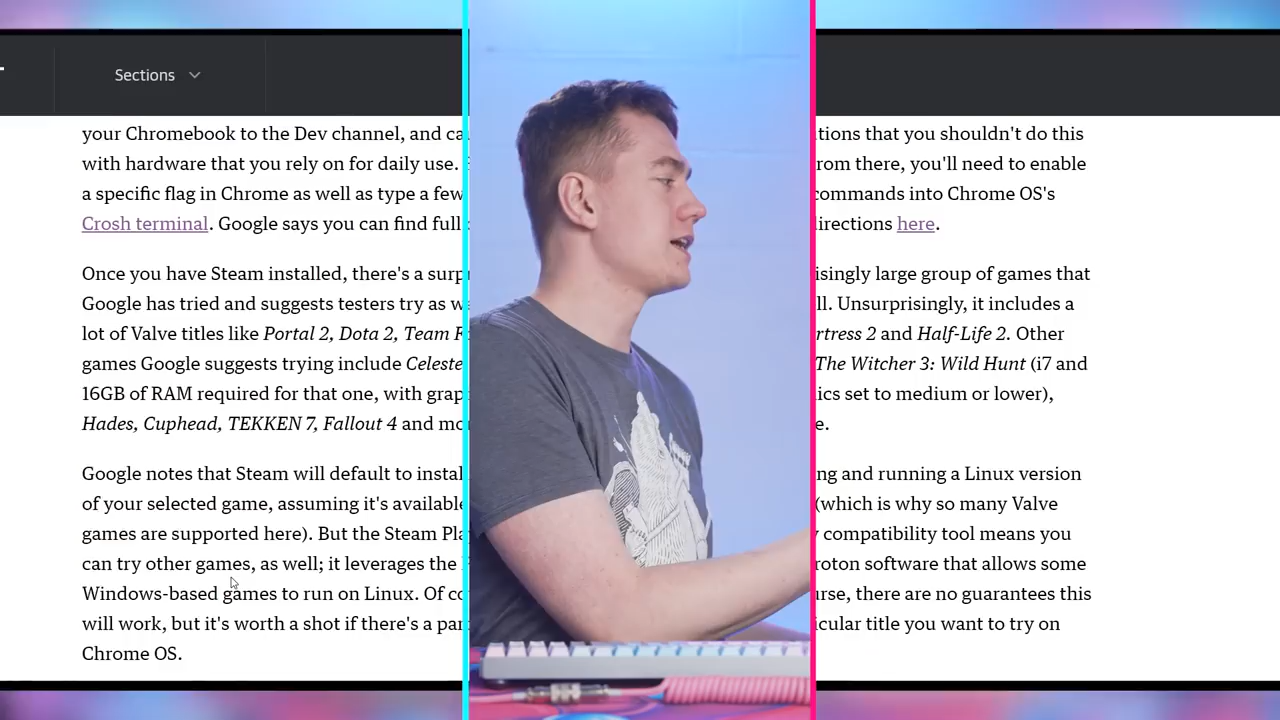 Sections
your Chromebook to the Dev channel, and ca tions that you shouldn't do this
with hardware that you rely on for daily use. rom there, you'll need to enable
a specific flag in Chrome as well as type a few commands into Chrome OS's
Crosh terminal. Google says you can find full irections here.
Once you have Steam installed, there's a surp isingly large group of games that
Google has tried and suggests testers try as we ll. Unsurprisingly, it includes a
lot of Valve titles like Portal 2, Dota 2, Team F rtress 2 and Half-Life 2. Other
games Google suggests trying include Celeste The Witcher 3: Wild Hunt (i7 and
16GB of RAM required for that one, with grap ics set to medium or lower),
Hades, Cuphead, TEKKEN 7, Fallout 4 and mo e.
Google notes that Steam will default to instal ng and running a Linux version
of your selected game, assuming it's available (which is why so many Valve
games are supported here). But the Steam Pla y compatibility tool means you
can try other games, as well; it leverages the roton software that allows some
Windows-based games to run on Linux. Of co urse, there are no guarantees this
will work, but it's worth a shot if there's a par icular title you want to try on
Chrome OS.